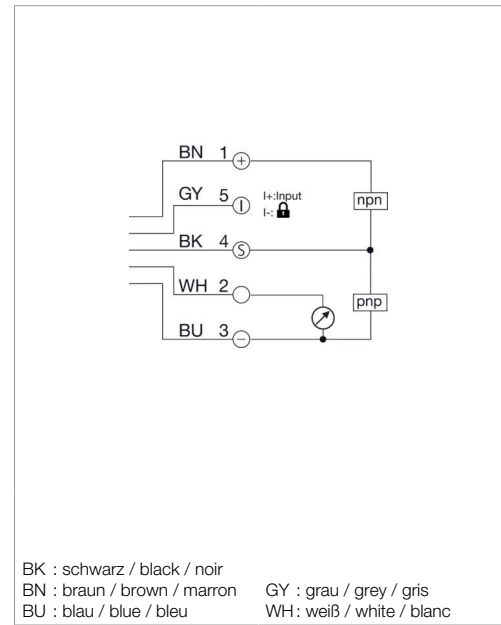 BN 1 +
GY 5 I I+:Input
I-:
npn
BK 4 S
WH 2
pnp
BU 3 −
BK : schwarz / black / noir
BN : braun / brown / marron GY : grau / grey / gris
BU : blau / blue / bleu WH : weiß / white / blanc